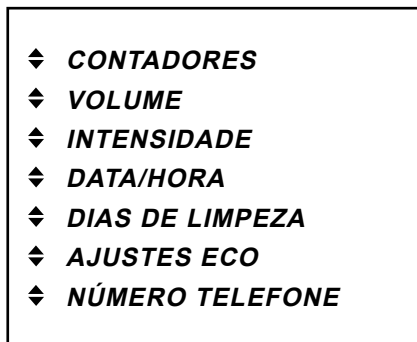 CONTADORES
VOLUME
INTENSIDADE
DATA/HORA
DIAS DE LIMPEZA
AJUSTES ECO
NÚMERO TELEFONE